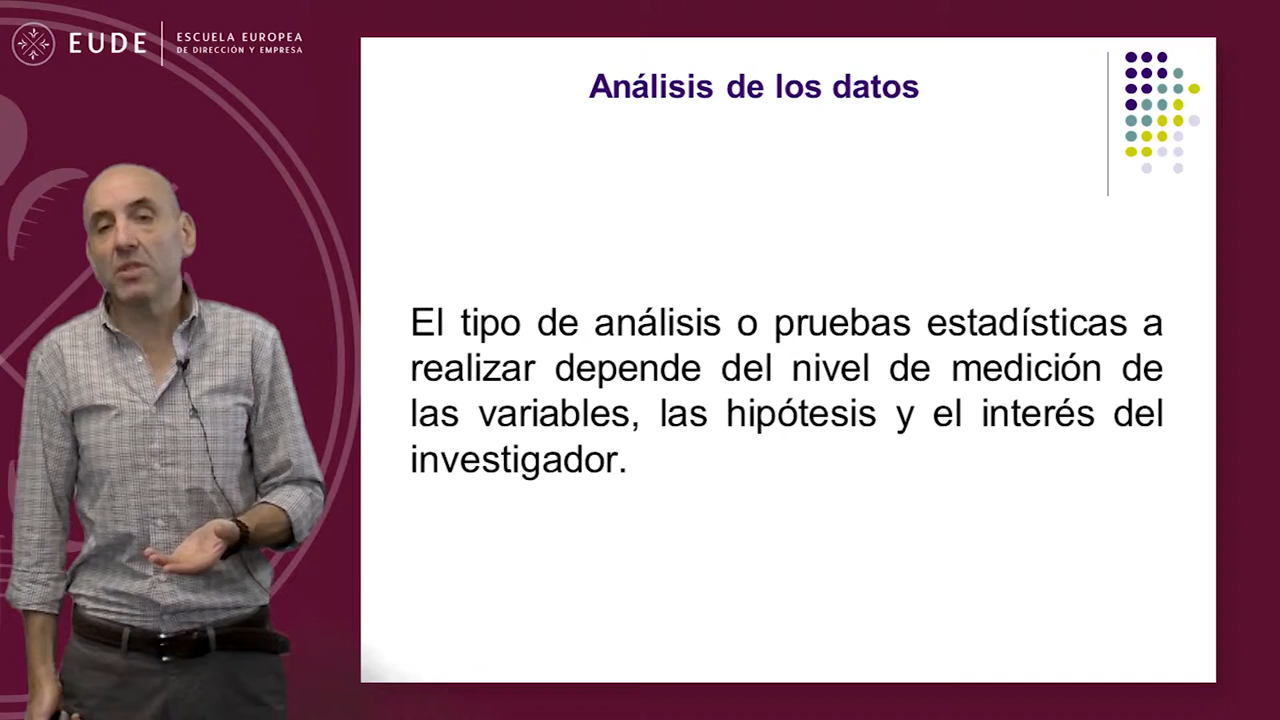 EUDE
ESCUELA EUROPEA
DE DIRECCIÓN Y EMPRESA
Análisis de los datos
El tipo de análisis o pruebas estadísticas a
realizar depende del nivel de medición de
las variables, las hipótesis y el interés del
investigador.